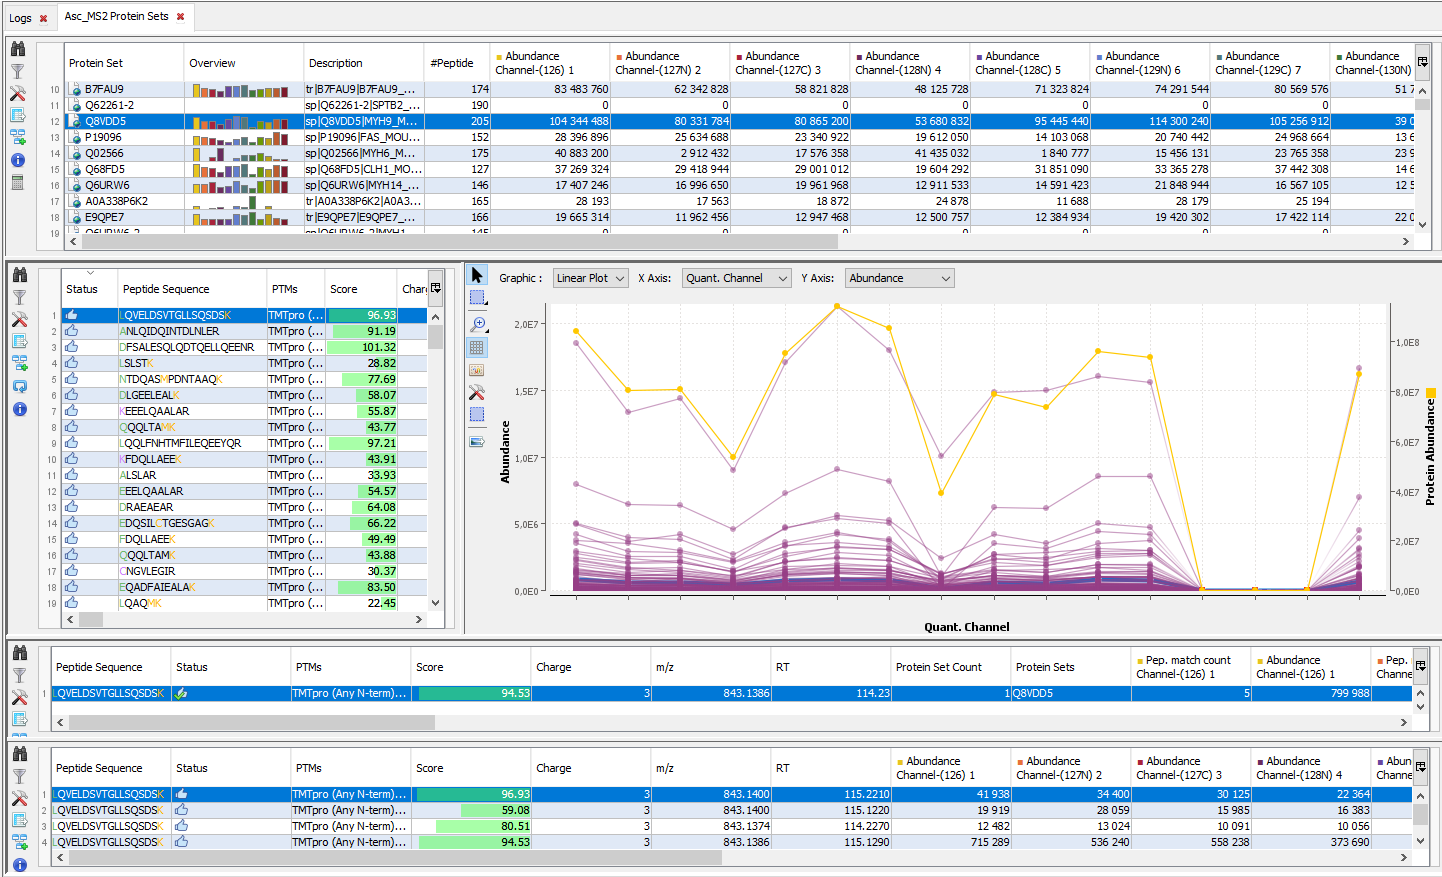 Logs
Asc_MS2 Protein Sets
Protein Set Overview Description #Peptide Abundance Channel-(126) 1 Abundance Channel-(127N) 2 Abundance Channel-(127C) 3 Abundance Channel-(128N) 4 Abundance Channel-(128C) 5 Abundance Channel-(129N) 6 Abundance Channel-(129C) 7 Abundance Channel-(130N)
10 B7FAU9 tr|B7FAU9|B7FAU9_... 174 83 483 760 62 342 828 58 821 828 48 125 728 71 323 824 74 291 544 80 569 576 51 7
11 Q62261-2 sp|Q62261-2|SPTB2_... 190 0 0 0 0 0 0 0
12 Q8VDD5 sp|Q8VDD5|MYH9_M... 205 104 344 488 80 331 784 80 865 200 53 680 832 95 445 440 114 300 240 105 256 912 39 0
13 P19096 sp|P19096|FAS_MOU... 152 28 396 896 25 634 688 23 340 922 19 612 050 14 103 068 20 740 442 24 968 664 13 6
14 Q02566 sp|Q02566|MYH6_M... 175 40 883 200 2 912 432 17 576 358 41 435 032 1 840 777 15 456 131 23 765 358 23 9
15 Q68FD5 sp|Q68FD5|CLH1_MO... 127 37 269 324 29 418 944 29 001 012 19 604 292 31 851 090 33 365 278 37 442 308 14 6
16 Q6URW6 sp|Q6URW6|MYH14_... 146 17 407 246 16 996 650 19 961 968 12 911 533 14 591 423 21 848 944 16 567 105 12 5
17 A0A338P6K2 tr|A0A338P6K2|A0A3... 165 28 193 17 563 18 872 24 878 11 688 28 179 25 194
18 E9QPE7 tr|E9QPE7|E9QPE7_... 166 19 665 314 11 962 456 12 947 468 12 500 757 12 384 934 19 420 302 17 422 114 22 0
19 Q6URW6-2 sp|Q6URW6-2|MYH1... 145 0 0 0 0 0 0 0
Status Peptide Sequence PTMs Score Charg
1 LQVELDSVTGLLSQSDSK TMTpro (... 96.93
2 ANLQIDQINTDLNLER TMTpro (... 91.19
3 DFSALESQLQDTQELLQEENR TMTpro (... 101.32
4 LSLSTK TMTpro (... 28.82
5 NTDQASMPDNTAAQK TMTpro (... 77.69
6 DLGEELEALK TMTpro (... 58.07
7 KEEELQAALAR TMTpro (... 55.87
8 QQQLTAMK TMTpro (... 43.77
9 LQQLFNHTMFILEQEEYQR TMTpro (... 97.21
10 KFDQLLAEEK TMTpro (... 43.91
11 ALSLAR TMTpro (... 33.93
12 EEELQAALAR TMTpro (... 54.57
13 DRAEAEAR TMTpro (... 64.08
14 EDQSILCTGESGAGK TMTpro (... 66.22
15 FDQLLAEEK TMTpro (... 49.49
16 QQQLTAMK TMTpro (... 43.88
17 CNGVLEGIR TMTpro (... 30.37
18 EQADFAIEALAK TMTpro (... 83.50
19 LQAQMK TMTpro (... 22.45
Graphic : Linear Plot X Axis: Quant. Channel Y Axis: Abundance
2,0E7
1,5E7
1,0E7
5,0E6
0,0E0
Abundance
1,0E8
8,0E7
6,0E7
4,0E7
2,0E7
0,0E0
Protein Abundance
Quant. Channel
Peptide Sequence Status PTMs Score Charge m/z RT Protein Set Count Protein Sets Pep. match count Channel-(126) 1 Abundance Channel-(126) 1 Pep. Channe
1 LQVELDSVTGLLSQSDSK TMTpro (Any N-term)... 94.53 3 843.1386 114.23 1 Q8VDD5 5 799 988
Peptide Sequence Status PTMs Score Charge m/z RT Abundance Channel-(126) 1 Abundance Channel-(127N) 2 Abundance Channel-(127C) 3 Abundance Channel-(128N) 4 Abun Channe
1 LQVELDSVTGLLSQSDSK TMTpro (Any N-term)... 96.93 3 843.1400 115.2210 41 938 34 400 30 125 22 364
2 LQVELDSVTGLLSQSDSK TMTpro (Any N-term)... 59.08 3 843.1400 115.1220 19 919 28 059 15 985 16 383
3 LQVELDSVTGLLSQSDSK TMTpro (Any N-term)... 80.51 3 843.1374 114.2270 12 482 13 024 10 091 10 056
4 LQVELDSVTGLLSQSDSK TMTpro (Any N-term)... 94.53 3 843.1386 115.1290 715 289 536 240 558 238 373 690